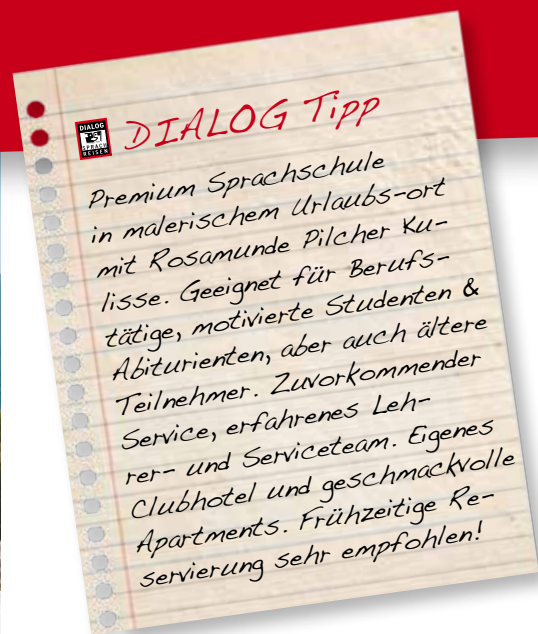 DIALOG
SPRACH
REISEN
DIALOG Tipp
Premium Sprachschule
in malerischem Urlaubs-ort
mit Rosamunde Pilcher Ku-
lisse. Geeignet für Berufs-
tätige, motivierte Studenten &
Abiturienten, aber auch ältere
Teilnehmer. Zuvorkommender
Service, erfahrenes Leh-
rer- und Serviceteam. Eigenes
Clubhotel und geschmackvolle
Apartments. Frühzeitige Re-
servierung sehr empfohlen!